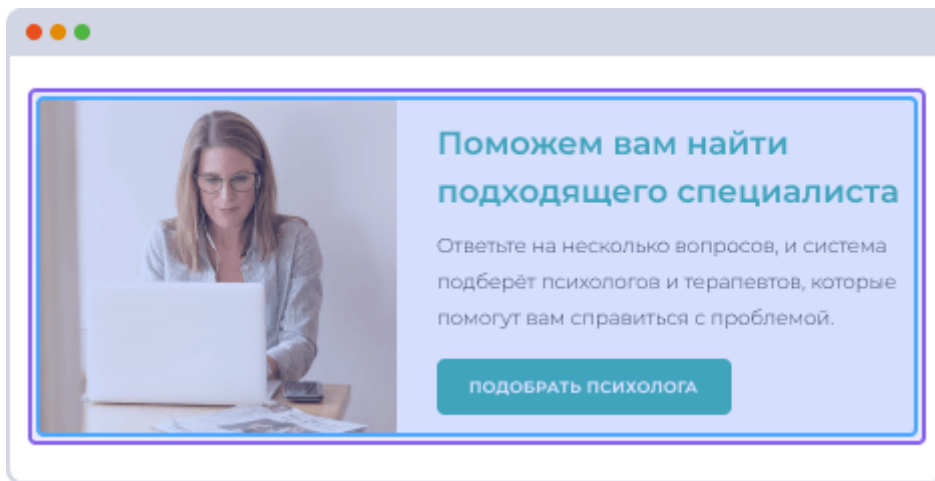 Поможем вам найти
подходящего специалиста
Ответьте на несколько вопросов, и система
подберёт психологов и терапевтов, которые
помогут вам справиться с проблемой.
ПОДОБРАТЬ ПСИХОЛОГА